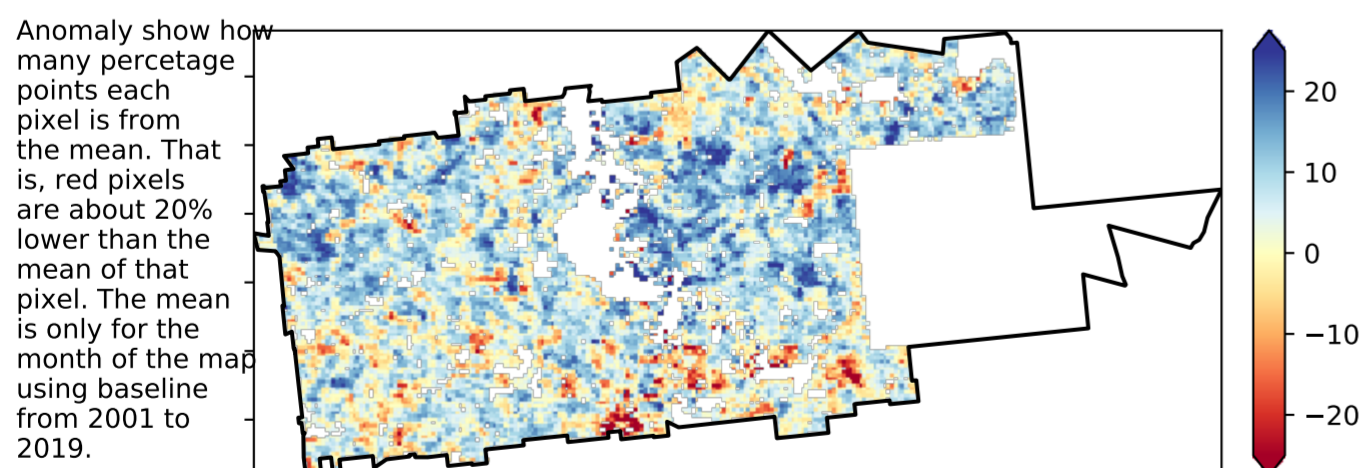 Anomaly show how
many percetage
points each
pixel is from
the mean. That
is, red pixels
are about 20%
lower than the
mean of that
pixel. The mean
is only for the
month of the map
using baseline
from 2001 to
2019.
20
10
0
−10
−20